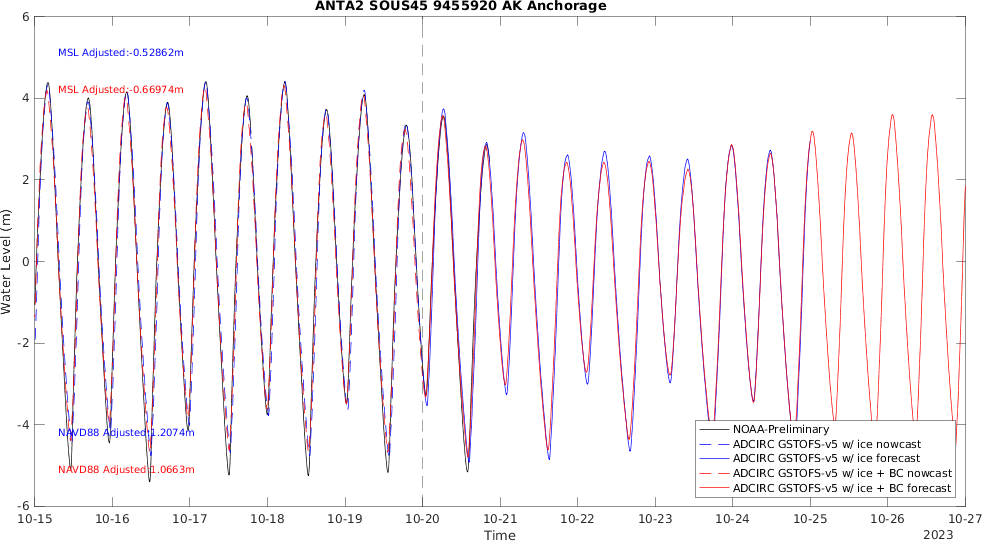 ANTA2 SOUS45 9455920 AK Anchorage
6
MSL Adjusted:-0.52862m
4
MSL Adjusted:-0.66974m
2
Water Level (m)
0
-2
-4
NAVD88 Adjusted:1.2074m
NAVD88 Adjusted:1.0663m
-6
NOAA-Preliminary
ADCIRC GSTOFS-v5 w/ ice nowcast
ADCIRC GSTOFS-v5 w/ ice forecast
ADCIRC GSTOFS-v5 w/ ice + BC nowcast
ADCIRC GSTOFS-v5 w/ ice + BC forecast
10-15 10-16 10-17 10-18 10-19 10-20 10-21 10-22 10-23 10-24 10-25 10-26 10-27
Time 2023